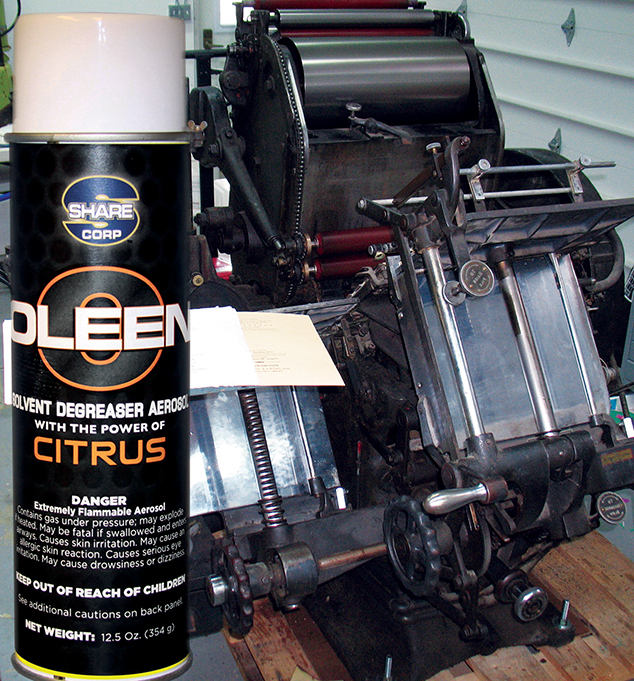 SHARE
CORP
OLEEN
SOLVENT DEGREASER AEROSOL
WITH THE POWER OF
CITRUS
DANGER
Extremely Flammable Aerosol
Contains gas under pressure; may explode
if heated. May be fatal if swallowed and enters
airways. Causes skin irritation. May cause an
allergic skin reaction. Causes serious eye
irritation. May cause drowsiness or dizziness.
KEEP OUT OF REACH OF CHILDREN
See additional cautions on back panel.
NET WEIGHT: 12.5 Oz. (354 g)